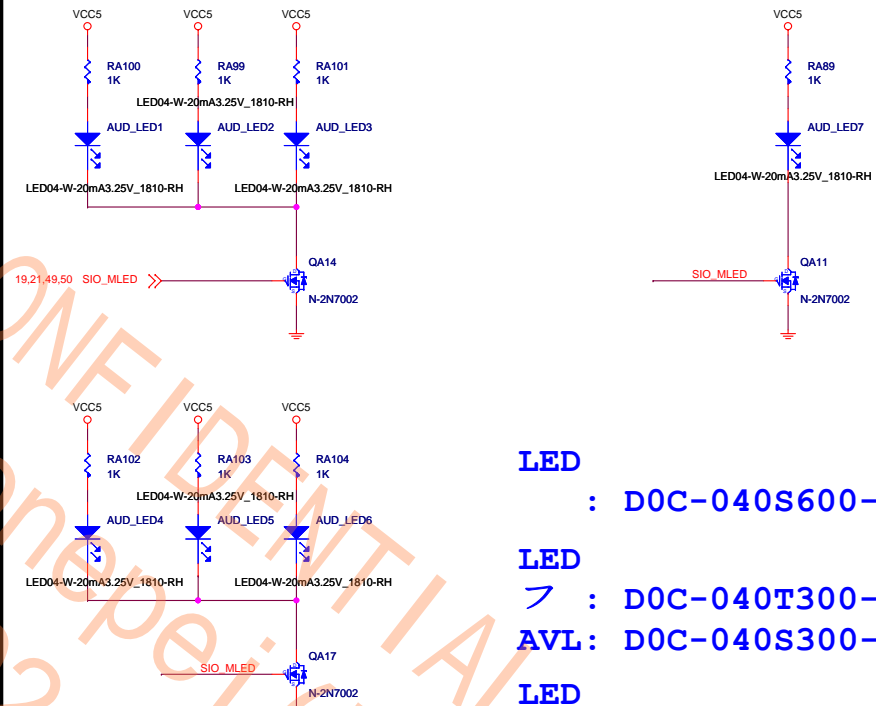 VCC5 VCC5 VCC5 VCC5
RA100 RA99 RA101 RA89
1K 1K 1K 1K
LED04-W-20mA3.25V_1810-RH
AUD_LED1 AUD_LED2 AUD_LED3 AUD_LED7
LED04-W-20mA3.25V_1810-RH LED04-W-20mA3.25V_1810-RH LED04-W-20mA3.25V_1810-RH
QA14 QA11
19,21,49,50 SIO_MLED SIO_MLED
N-2N7002 N-2N7002
VCC5 VCC5 VCC5
RA102 RA103 RA104
1K 1K 1K
LED04-W-20mA3.25V_1810-RH
AUD_LED4 AUD_LED5 AUD_LED6
LED04-W-20mA3.25V_1810-RH LED04-W-20mA3.25V_1810-RH
QA17
SIO_MLED
N-2N7002
LED
: D0C-040S600-
LED
フ : D0C-040T300-
AVL: D0C-040S300-
LED
ONFIDENTIAL